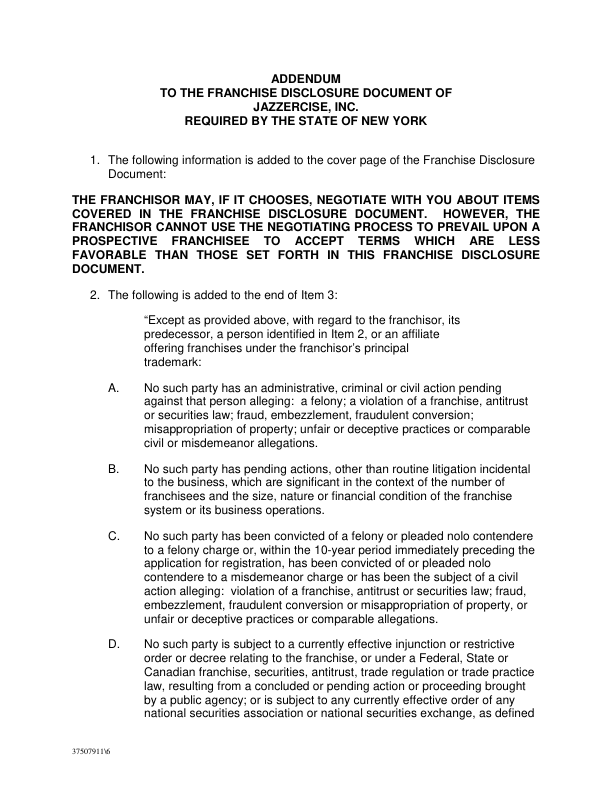 ADDENDUM
TO THE FRANCHISE DISCLOSURE DOCUMENT OF
JAZZERCISE, INC.
REQUIRED BY THE STATE OF NEW YORK
1. The following information is added to the cover page of the Franchise Disclosure
Document:
THE FRANCHISOR MAY, IF IT CHOOSES, NEGOTIATE WITH YOU ABOUT ITEMS
COVERED IN THE FRANCHISE DISCLOSURE DOCUMENT. HOWEVER, THE
FRANCHISOR CANNOT USE THE NEGOTIATING PROCESS TO PREVAIL UPON A
PROSPECTIVE FRANCHISEE TO ACCEPT TERMS WHICH ARE LESS
FAVORABLE THAN THOSE SET FORTH IN THIS FRANCHISE DISCLOSURE
DOCUMENT.
2. The following is added to the end of Item 3:
“Except as provided above, with regard to the franchisor, its
predecessor, a person identified in Item 2, or an affiliate
offering franchises under the franchisor’s principal
trademark:
A. No such party has an administrative, criminal or civil action pending
against that person alleging: a felony; a violation of a franchise, antitrust
or securities law; fraud, embezzlement, fraudulent conversion;
misappropriation of property; unfair or deceptive practices or comparable
civil or misdemeanor allegations.
B. No such party has pending actions, other than routine litigation incidental
to the business, which are significant in the context of the number of
franchisees and the size, nature or financial condition of the franchise
system or its business operations.
C. No such party has been convicted of a felony or pleaded nolo contendere
to a felony charge or, within the 10-year period immediately preceding the
application for registration, has been convicted of or pleaded nolo
contendere to a misdemeanor charge or has been the subject of a civil
action alleging: violation of a franchise, antitrust or securities law; fraud,
embezzlement, fraudulent conversion or misappropriation of property, or
unfair or deceptive practices or comparable allegations.
D. No such party is subject to a currently effective injunction or restrictive
order or decree relating to the franchise, or under a Federal, State or
Canadian franchise, securities, antitrust, trade regulation or trade practice
law, resulting from a concluded or pending action or proceeding brought
by a public agency; or is subject to any currently effective order of any
national securities association or national securities exchange, as defined
37507911\6